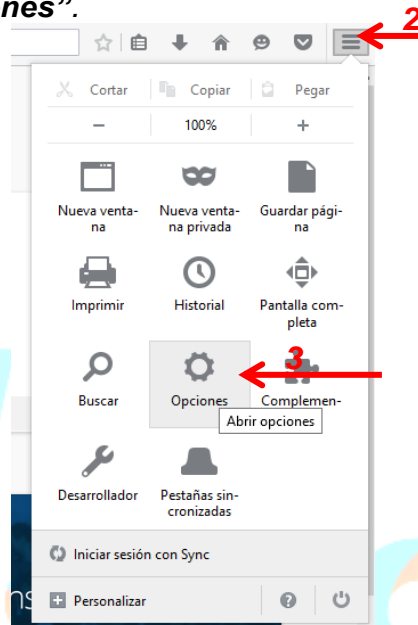 nes”.
2
Cortar Copiar Pegar
− 100% +
Nueva venta-
na
Nueva venta-
na privada
Guardar pági-
na
Imprimir Historial Pantalla com-
pleta
3
Buscar Opciones Complemen-
Abrir opciones
Desarrollador Pestañas sin-
cronizadas
Iniciar sesión con Sync
Personalizar
ns